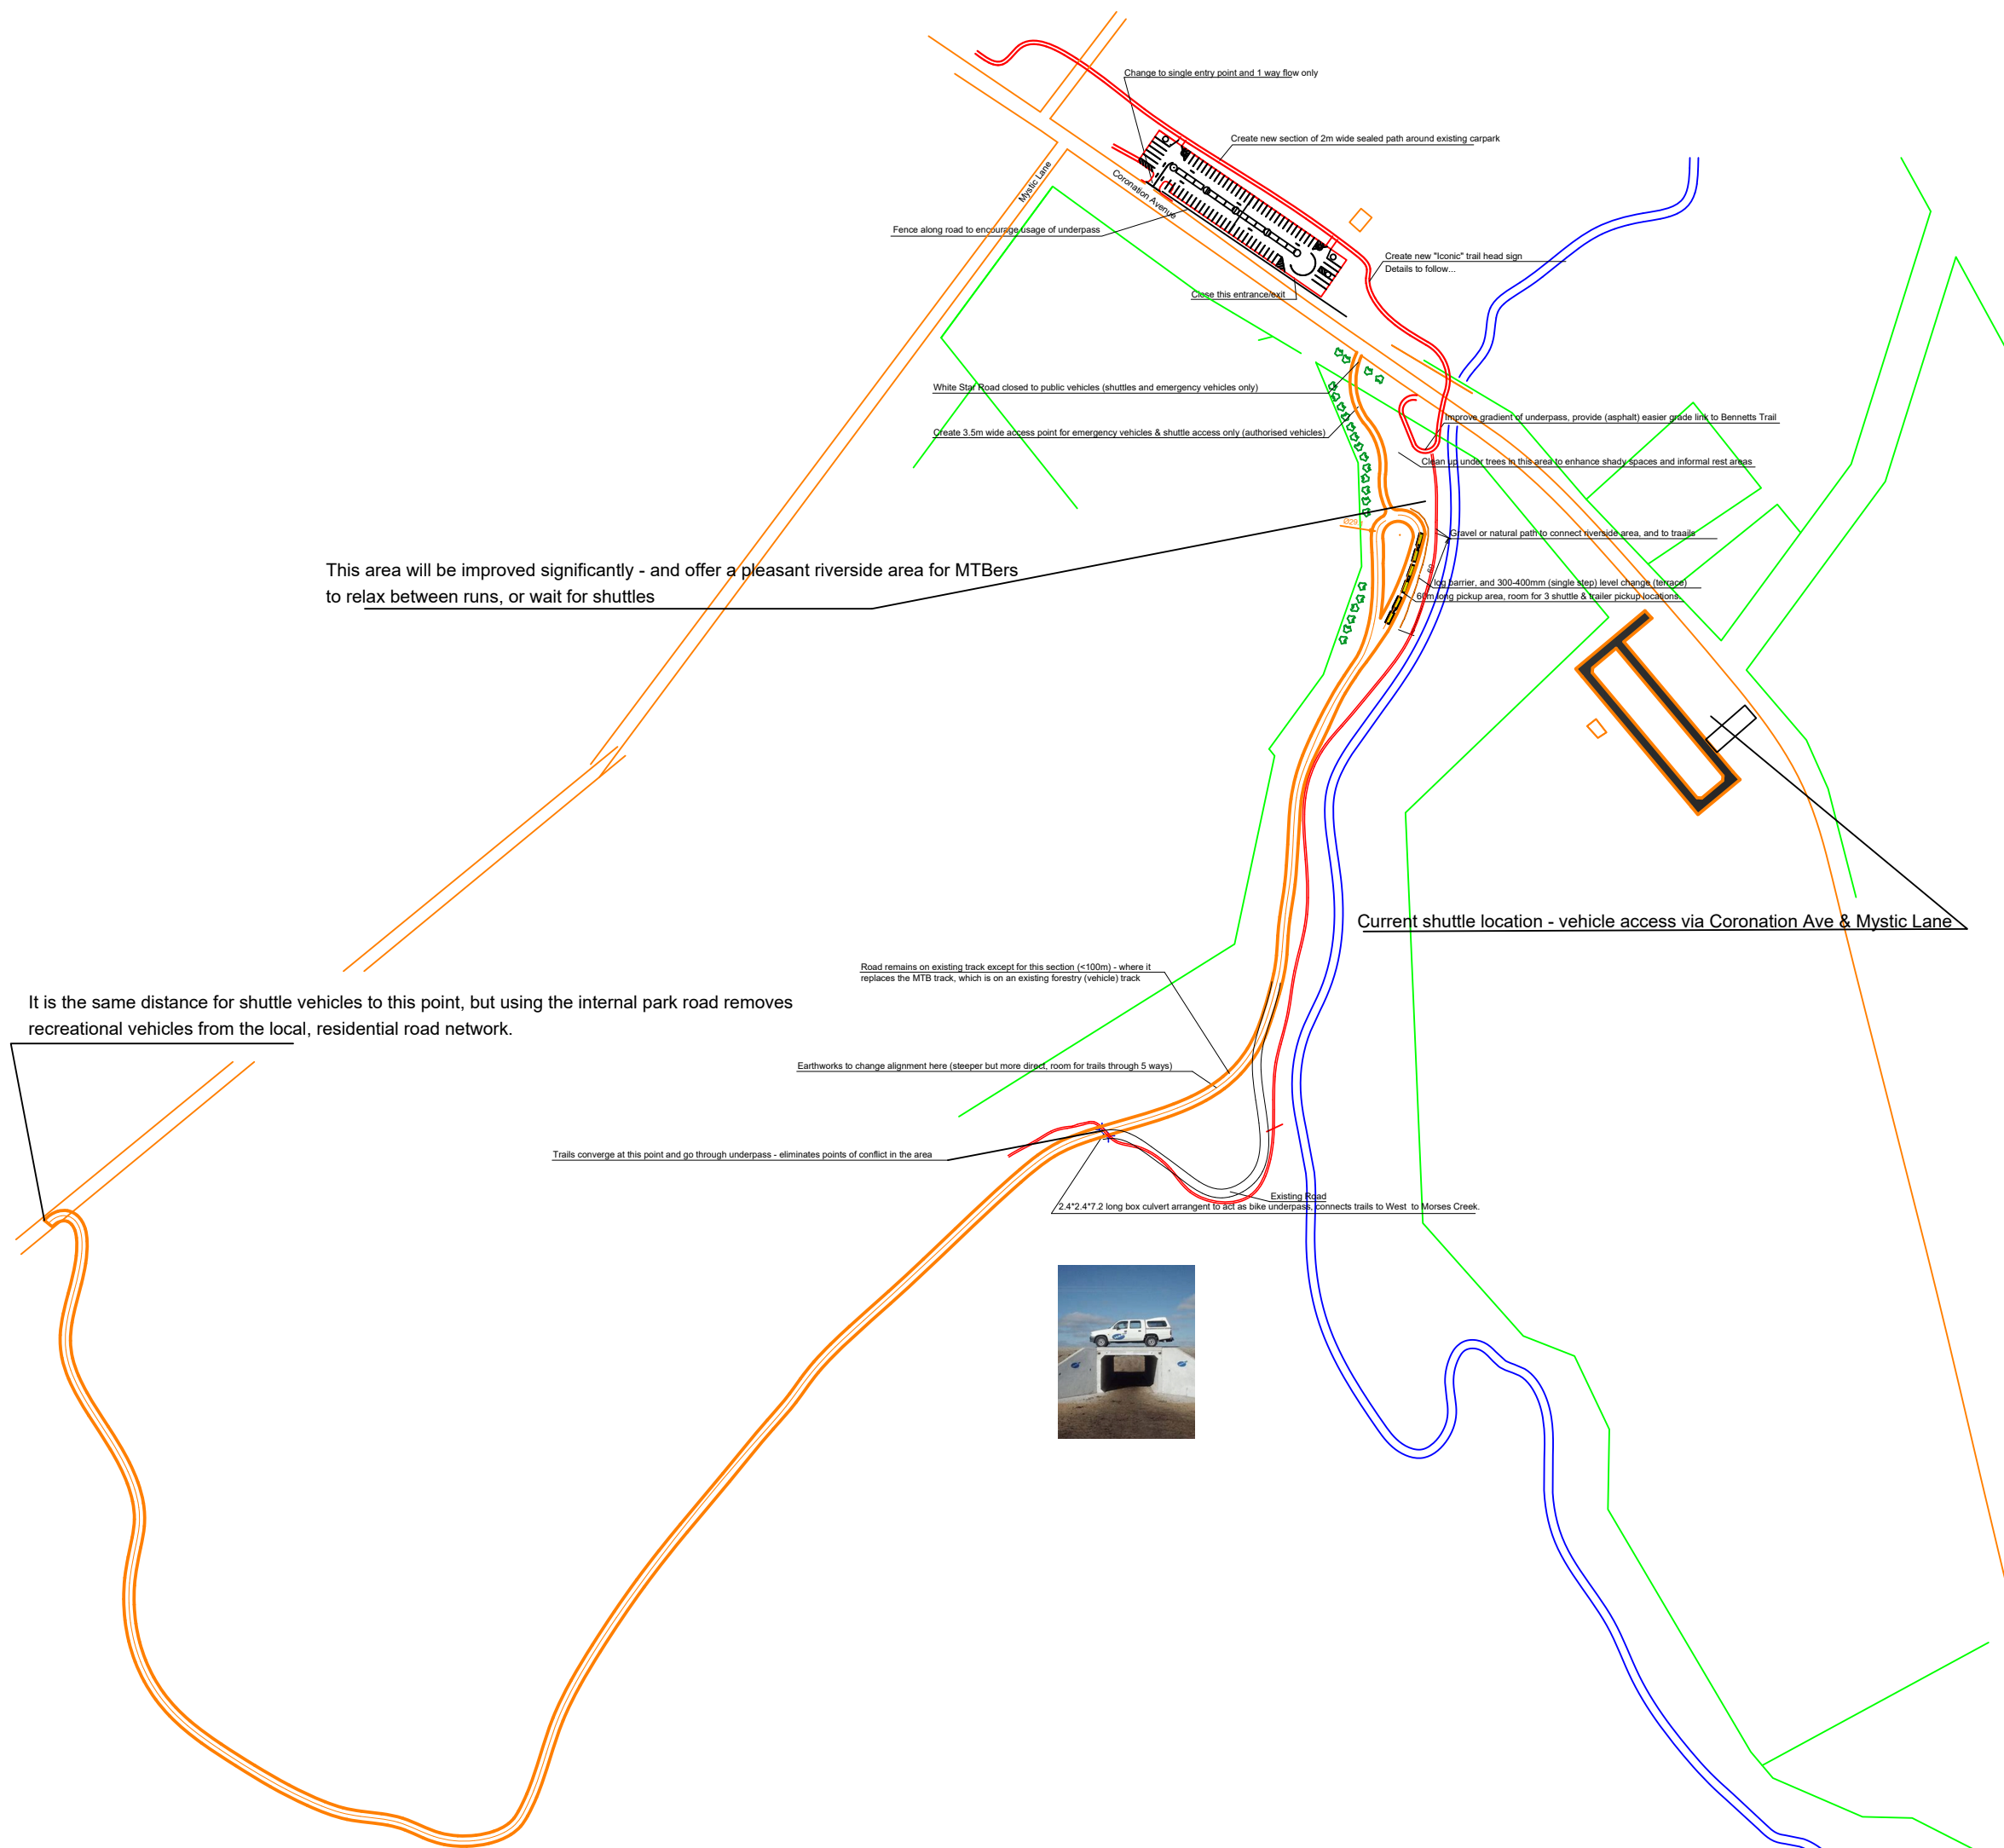 Change to single entry point and 1 way flow only
Create new section of 2m wide sealed path around existing carpark
Mystic Lane
Coronation Avenue
Fence along road to encourage usage of underpass
Create new "Iconic" trail head sign
Details to follow...
Close this entrance/exit
White Star Road closed to public vehicles (shuttles and emergency vehicles only)
Improve gradient of underpass, provide (asphalt) easier grade link to Bennetts Trail
Create 3.5m wide access point for emergency vehicles & shuttle access only (authorised vehicles)
Clean up under trees in this area to enhance shady spaces and informal rest areas
Gravel or natural path to connect riverside area, and to traails
This area will be improved significantly - and offer a pleasant riverside area for MTBers
to relax between runs, or wait for shuttles
log barrier, and 300-400mm (single step) level change (terrace)
60m long pickup area, room for 3 shuttle & trailer pickup locations.
Current shuttle location - vehicle access via Coronation Ave & Mystic Lane
Road remains on existing track except for this section (<100m) - where it
replaces the MTB track, which is on an existing forestry (vehicle) track
It is the same distance for shuttle vehicles to this point, but using the internal park road removes
recreational vehicles from the local, residential road network.
Earthworks to change alignment here (steeper but more direct, room for trails through 5 ways)
Trails converge at this point and go through underpass - eliminates points of conflict in the area
Existing Road
2.4*2.4*7.2 long box culvert arrangent to act as bike underpass, connects trails to West to Morses Creek.